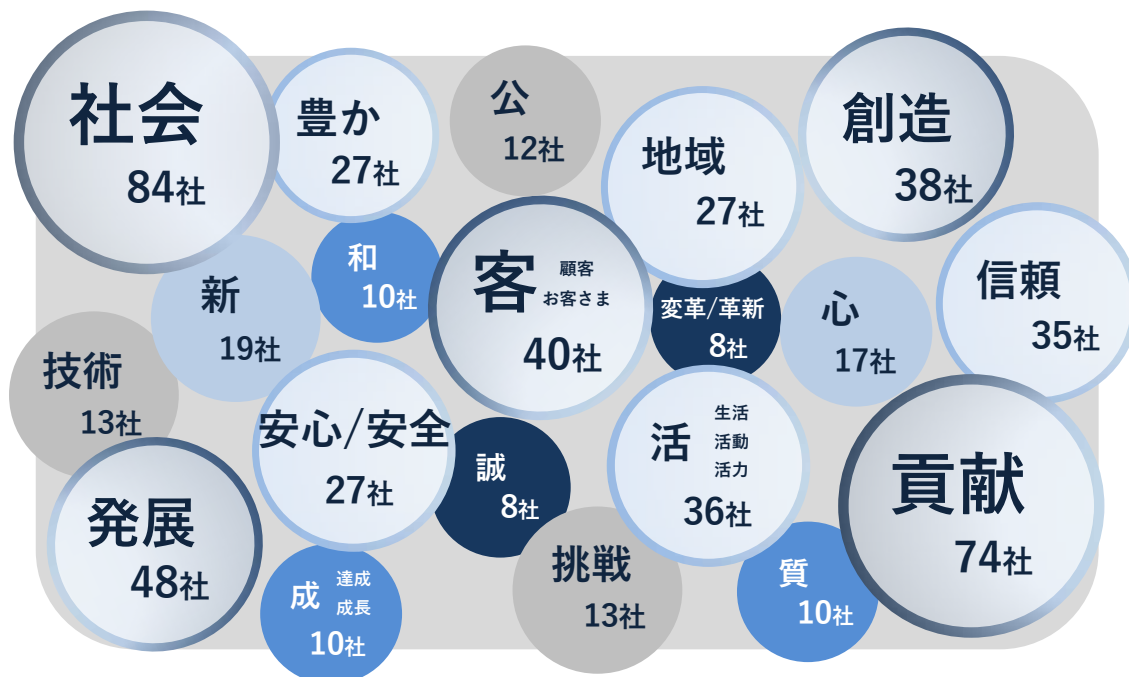 社会
84社
豊か
27社
公
12社
地域
27社
創造
38社
新
19社
和
10社
客
顧客
お客さま
40社
変革/革新
8社
心
17社
信頼
35社
技術
13社
安心/安全
27社
誠
8社
活
生活
活動
活力
36社
貢献
74社
発展
48社
成
達成
成長
10社
挑戦
13社
質
10社